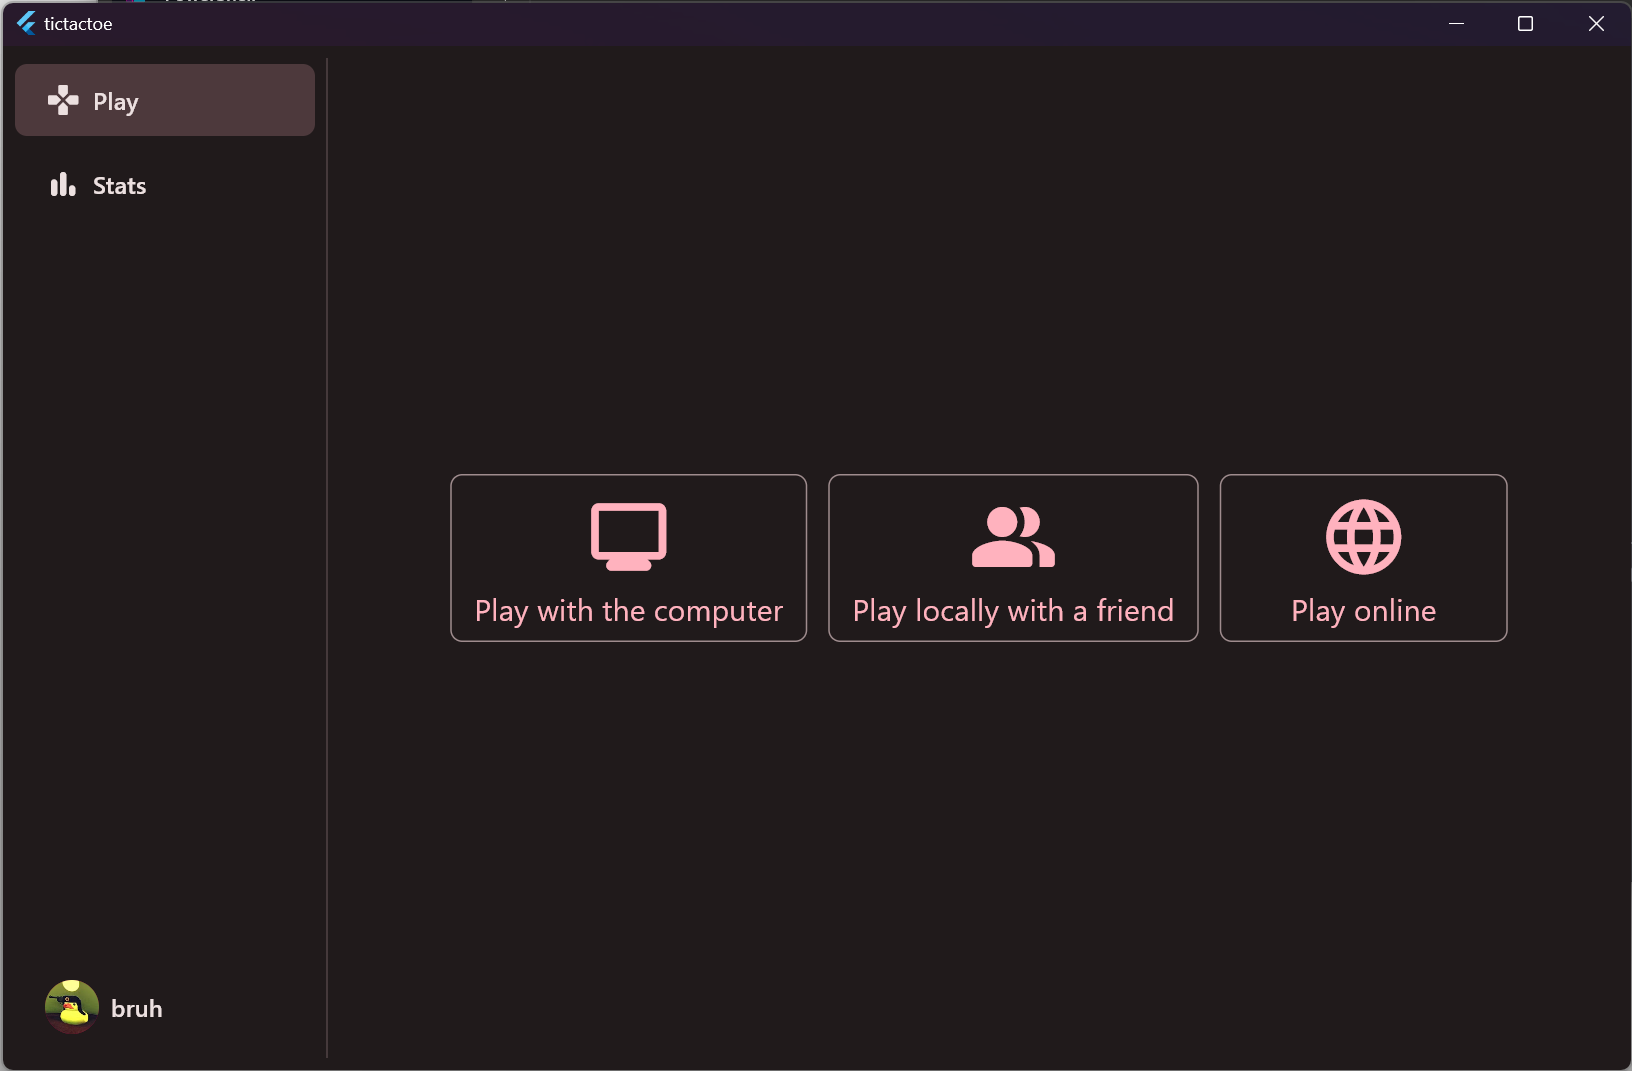 tictactoe
Play
Stats
Play with the computer
Play locally with a friend
Play online
bruh